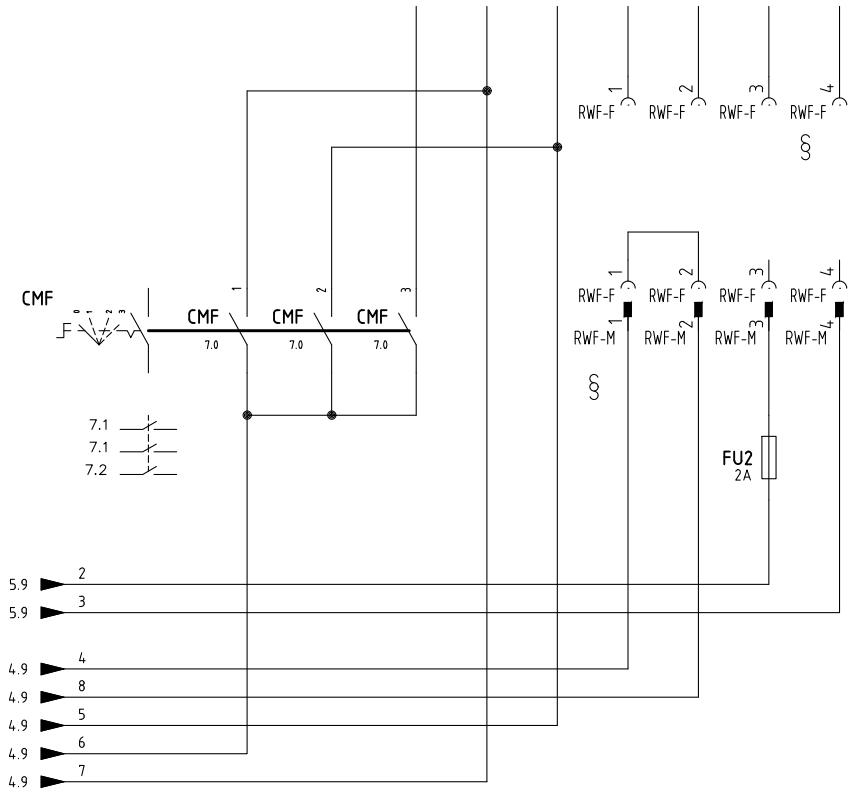 1 2 3 4
RWF-F RWF-F RWF-F RWF-F
§
1 2 3 4
RWF-F RWF-F RWF-F RWF-F
1 2 3
CMF
0 1 2 3
CMF CMF CMF
7.0 7.0 7.0
1 2 3 4
RWF-M RWF-M RWF-M RWF-M
§
7.1
7.1
7.2
FU2
2A
5.9 2
5.9 3
4.9 4
4.9 8
4.9 5
4.9 6
4.9 7